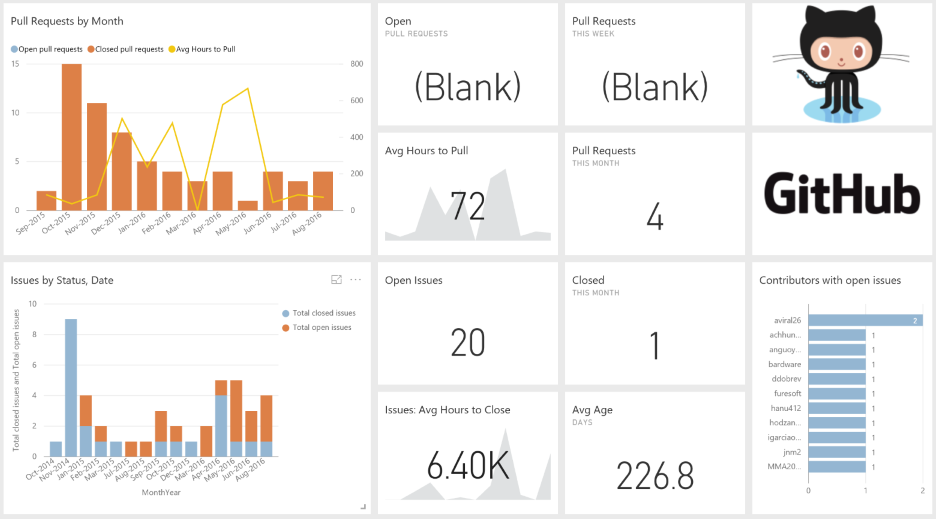 Pull Requests by Month
Open pull requests Closed pull requests Avg Hours to Pull
15
10
5
0
800
600
400
200
0
Sep-2015
Oct-2015
Nov-2015
Dec-2015
Jan-2016
Feb-2016
Mar-2016
Apr-2016
May-2016
Jun-2016
Jul-2016
Aug-2016
Open
PULL REQUESTS
(Blank)
Pull Requests
THIS WEEK
(Blank)
Avg Hours to Pull
72
Pull Requests
THIS MONTH
4
GitHub
Issues by Status, Date
...
Total closed issues
Total open issues
Total closed issues and Total open issues
10
8
6
4
2
0
Oct-2014
Nov-2014
Jan-2015
Feb-2015
Mar-2015
Jul-2015
Aug-2015
Sep-2015
Oct-2015
Dec-2015
Mar-2016
Apr-2016
May-2016
Jun-2016
Aug-2016
MonthYear
Open Issues
20
Closed
THIS MONTH
1
Issues: Avg Hours to Close
6.40K
Avg Age
DAYS
226.8
Contributors with open issues
aviral26 2
achhun... 1
anguoy... 1
bardware 1
ddobrev 1
furesoft 1
hanu412 1
hodzan... 1
igarciao... 1
jnm2 1
MMA20... 1
0 1 2